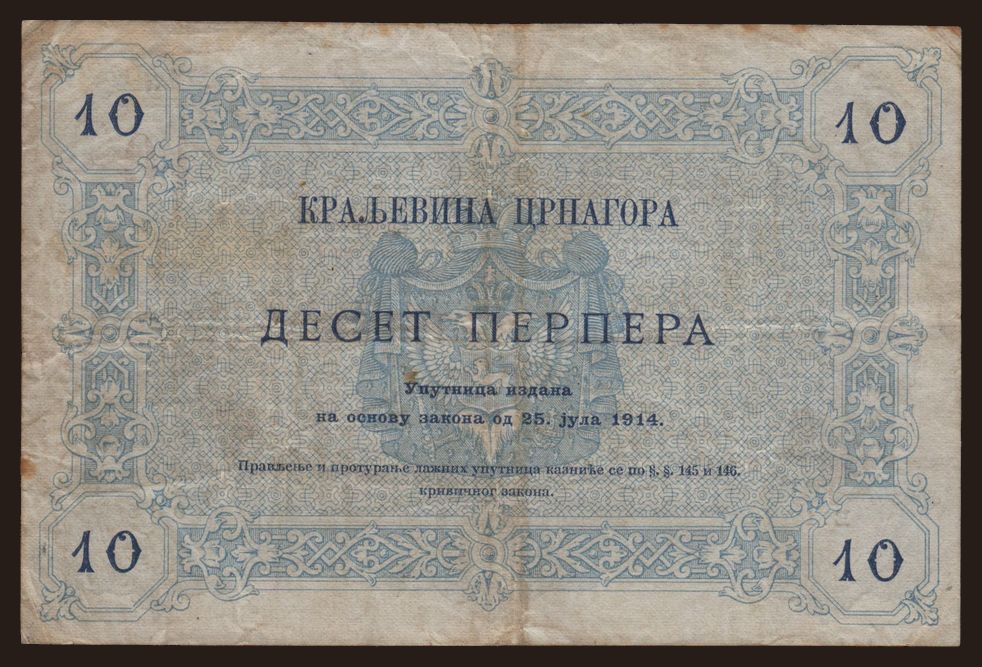 10 10
КРАЉЕВИНА ЦРНАГОРА
ДЕСЕТ ПЕРПЕРА
Упутница издана
на основу закона од 25. јула 1914.
Прављење и протурање лажних упутница казниће се по §. §. 145 и 146.
кривичног закона.
10 10